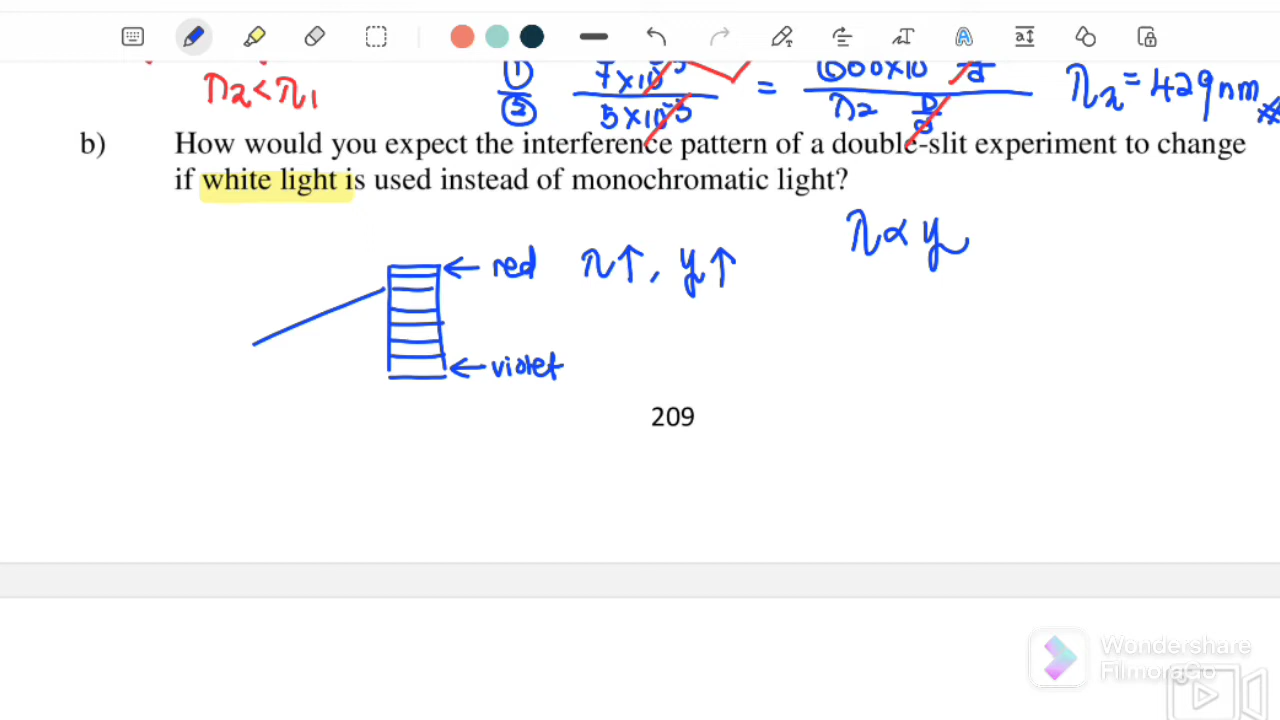 λ₂<λ₁
① 7×10⁻³ = 600×10 λ₂ = 429nm
② 5×10⁻³ λ₂ D
b) How would you expect the interference pattern of a double-slit experiment to change
if white light is used instead of monochromatic light?
λ∝y
← red λ↑, y↑
← violet
209
Wondershare
FilmoraGo